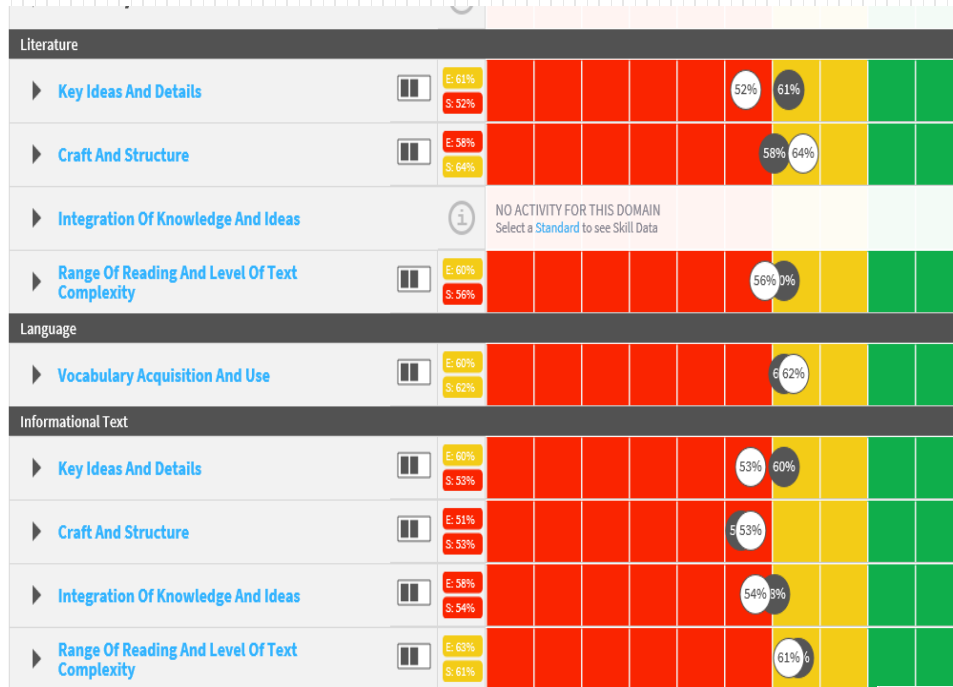 Literature
Key Ideas And Details
E: 61%
S: 52%
52% 61%
Craft And Structure
E: 58%
S: 64%
58% 64%
Integration Of Knowledge And Ideas
i
NO ACTIVITY FOR THIS DOMAIN
Select a Standard to see Skill Data
Range Of Reading And Level Of Text
Complexity
E: 60%
S: 56%
56% 0%
Language
Vocabulary Acquisition And Use
E: 60%
S: 62%
6 62%
Informational Text
Key Ideas And Details
E: 60%
S: 53%
53% 60%
Craft And Structure
E: 51%
S: 53%
5 53%
Integration Of Knowledge And Ideas
E: 58%
S: 54%
54% 8%
Range Of Reading And Level Of Text
Complexity
E: 63%
S: 61%
61% %